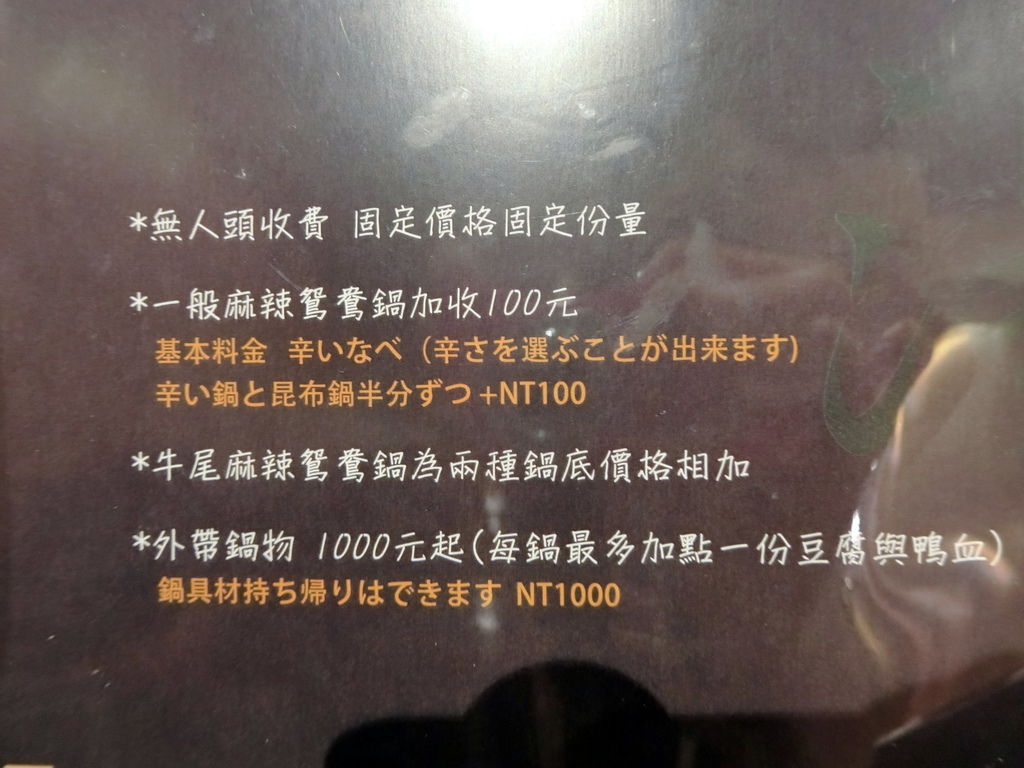 *無人頭收費 固定價格固定份量
*一般麻辣鴛鴦鍋加收100元
基本料金 辛いなべ (辛さを選ぶことが出来ます)
辛い鍋と昆布鍋半分ずつ+NT100
*牛尾麻辣鴛鴦鍋為兩種鍋底價格相加
*外帶鍋物 1000元起(每鍋最多加點一份豆腐與鴨血)
鍋具材持ち帰りはできます NT1000